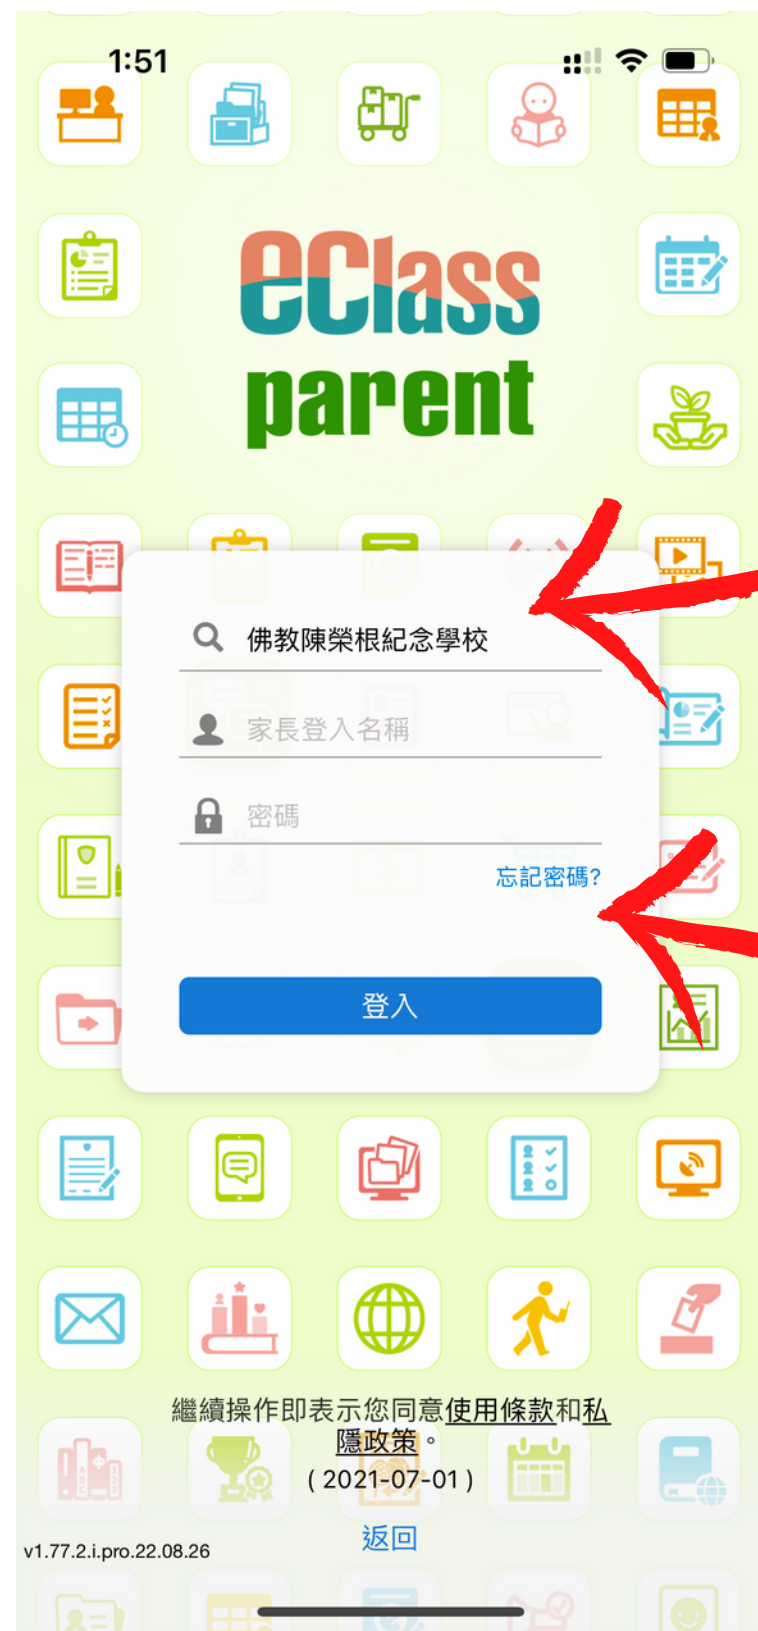 1:51
eClass
parent
佛教陳榮根紀念學校
家長登入名稱
密碼
忘記密碼?
登入
繼續操作即表示您同意使用條款和私
隱政策。
( 2021-07-01 )
返回
v1.77.2.i.pro.22.08.26